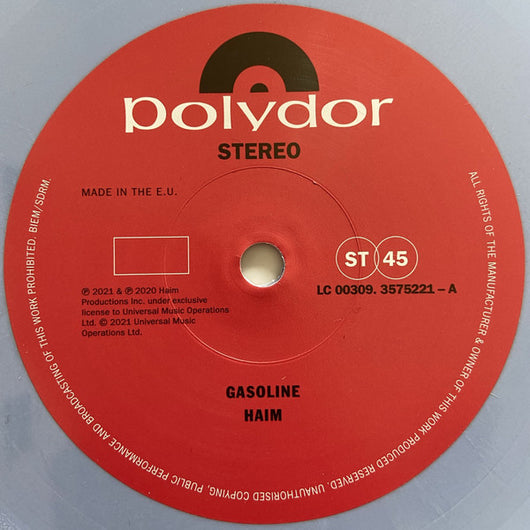 polydor
STEREO
MADE IN THE E.U.
ST 45
LC 00309. 3575221 – A
℗ 2021 & ℗ 2020 Haim
Productions Inc. under exclusive
license to Universal Music Operations
Ltd. © 2021 Universal Music
Operations Ltd.
GASOLINE
HAIM
ALL RIGHTS OF THE MANUFACTURER & OWNER OF THIS WORK PRODUCED RESERVED. UNAUTHORISED COPYING, PUBLIC PERFORMANCE AND BROADCASTING OF THIS WORK PROHIBITED. BIEM/SDRM.